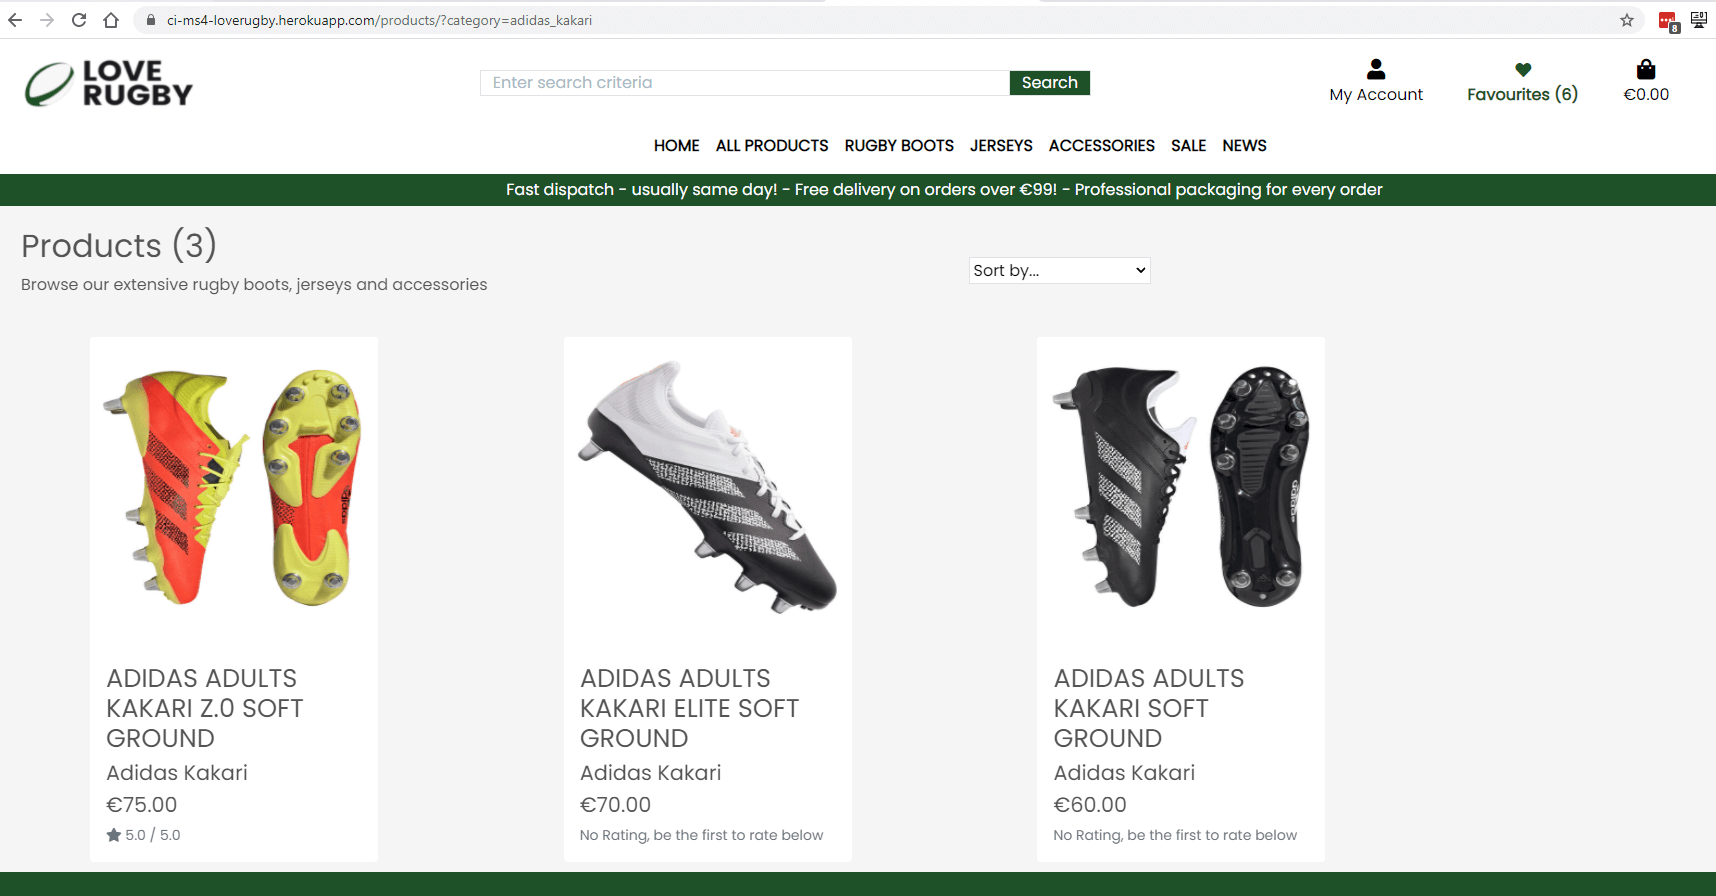 ci-ms4-loverugby.herokuapp.com/products/?category=adidas_kakari
8
LOVE
RUGBY
Enter search criteria
Search
My Account
Favourites (6)
€0.00
HOME ALL PRODUCTS RUGBY BOOTS JERSEYS ACCESSORIES SALE NEWS
Fast dispatch - usually same day! - Free delivery on orders over €99! - Professional packaging for every order
Products (3)
Browse our extensive rugby boots, jerseys and accessories
Sort by...
adidas
ADIDAS ADULTS
KAKARI Z.0 SOFT
GROUND
Adidas Kakari
€75.00
5.0 / 5.0
ADIDAS ADULTS
KAKARI ELITE SOFT
GROUND
Adidas Kakari
€70.00
No Rating, be the first to rate below
adidas
ADIDAS ADULTS
KAKARI SOFT
GROUND
Adidas Kakari
€60.00
No Rating, be the first to rate below